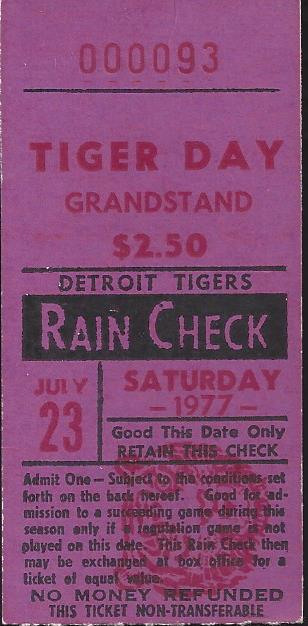 000093
TIGER DAY
GRANDSTAND
$2.50
DETROIT TIGERS
RAIN CHECK
JULY
23
SATURDAY
– 1977 –
Good This Date Only
RETAIN THIS CHECK
Admit One — Subject to the conditions set
forth on the back hereof. Good for ad-
mission to a succeeding game during this
season only if a regulation game is not
played on this date. This Rain Check then
may be exchanged at box office for a
ticket of equal value.
NO MONEY REFUNDED
THIS TICKET NON-TRANSFERABLE